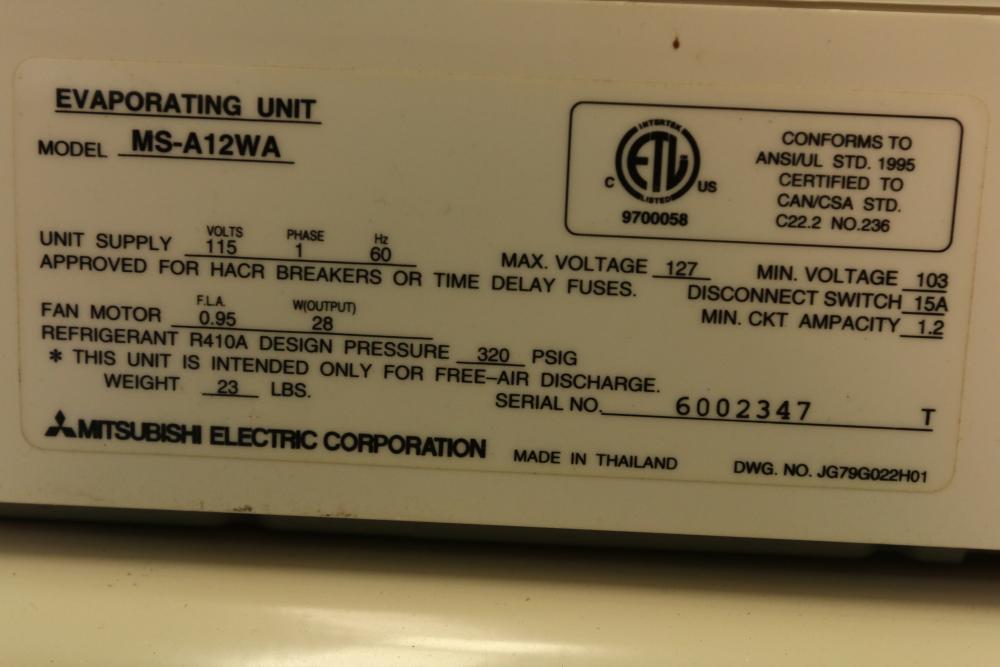 EVAPORATING UNIT
MODEL MS-A12WA
INTERTEK
ETL
LISTED
C US
9700058
CONFORMS TO
ANSI/UL STD. 1995
CERTIFIED TO
CAN/CSA STD.
C22.2 NO.236
VOLTS PHASE Hz
UNIT SUPPLY 115 1 60
MAX. VOLTAGE 127 MIN. VOLTAGE 103
APPROVED FOR HACR BREAKERS OR TIME DELAY FUSES.
DISCONNECT SWITCH 15A
F.L.A. W(OUTPUT)
FAN MOTOR 0.95 28
MIN. CKT AMPACITY 1.2
REFRIGERANT R410A DESIGN PRESSURE 320 PSIG
* THIS UNIT IS INTENDED ONLY FOR FREE-AIR DISCHARGE.
WEIGHT 23 LBS.
SERIAL NO. 6002347 T
MITSUBISHI ELECTRIC CORPORATION
MADE IN THAILAND
DWG. NO. JG79G022H01